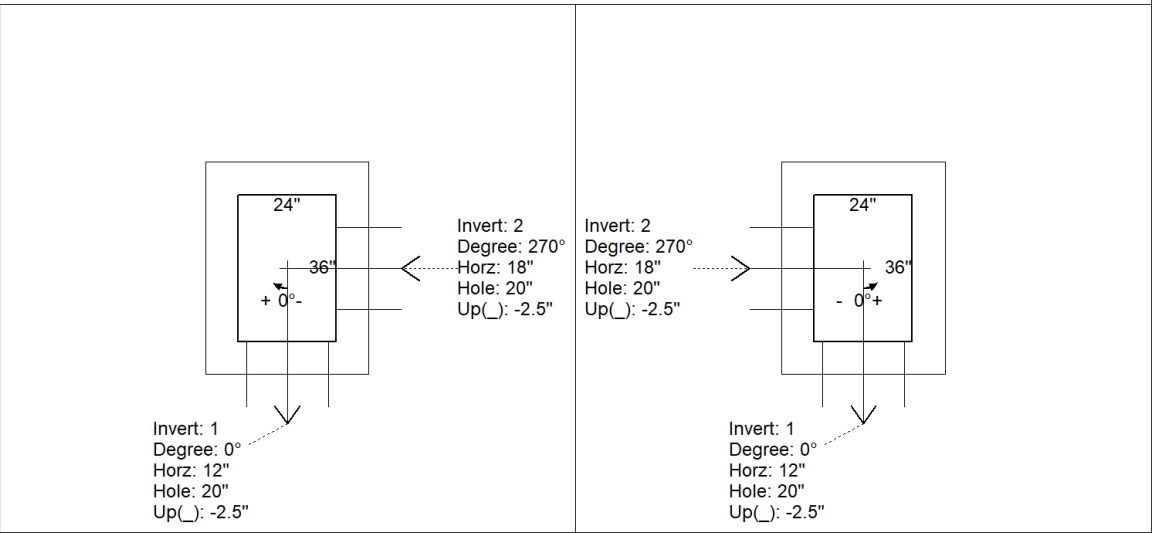 24"
36"
+ 0°-
Invert: 2
Degree: 270°
Horz: 18"
Hole: 20"
Up(_): -2.5"
Invert: 1
Degree: 0°
Horz: 12"
Hole: 20"
Up(_): -2.5"
Invert: 2
Degree: 270°
Horz: 18"
Hole: 20"
Up(_): -2.5"
24"
36"
- 0°+
Invert: 1
Degree: 0°
Horz: 12"
Hole: 20"
Up(_): -2.5"